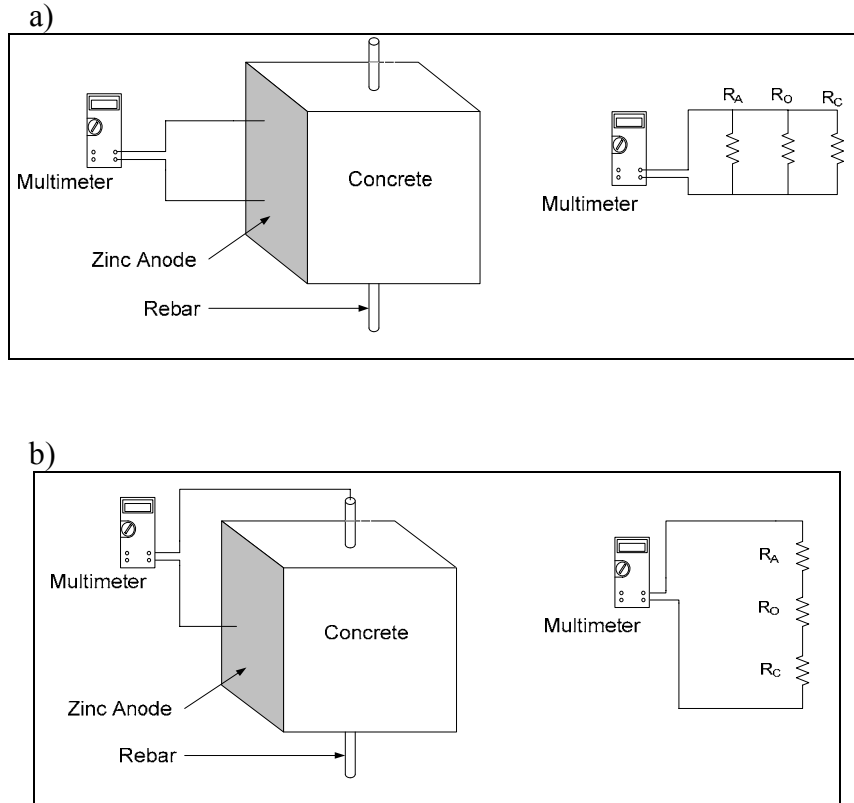 a)
R_A R_O R_C
Multimeter
Concrete
Multimeter
Zinc Anode
Rebar
b)
R_A
Multimeter
R_O
Multimeter
Concrete
R_C
Zinc Anode
Rebar